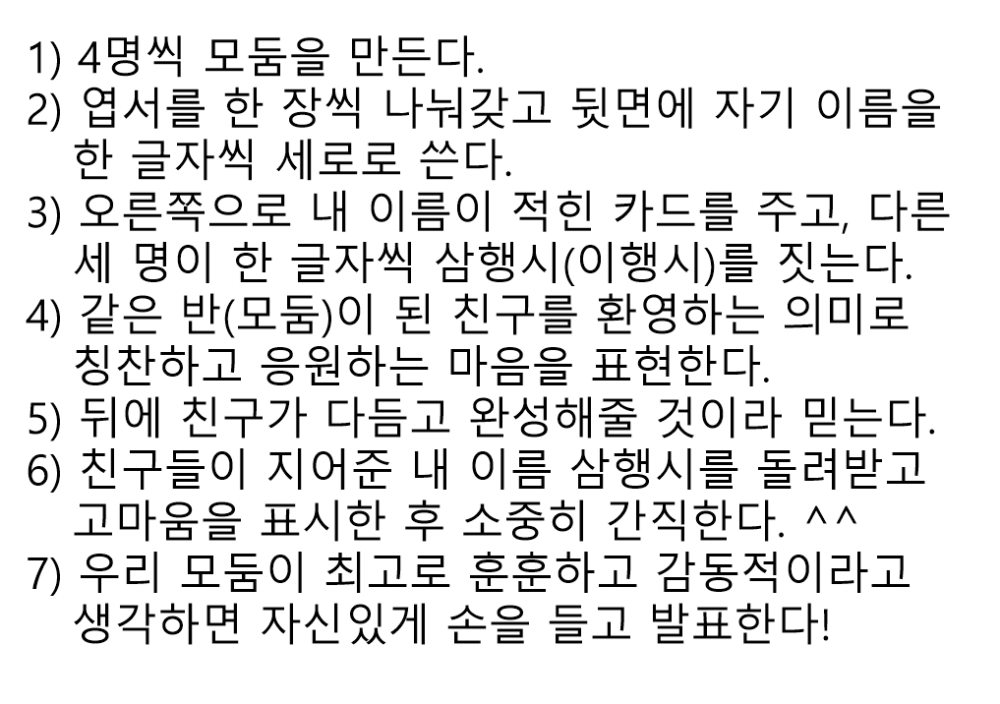 1) 4명씩 모둠을 만든다.
2) 엽서를 한 장씩 나눠갖고 뒷면에 자기 이름을
한 글자씩 세로로 쓴다.
3) 오른쪽으로 내 이름이 적힌 카드를 주고, 다른
세 명이 한 글자씩 삼행시(이행시)를 짓는다.
4) 같은 반(모둠)이 된 친구를 환영하는 의미로
칭찬하고 응원하는 마음을 표현한다.
5) 뒤에 친구가 다듬고 완성해줄 것이라 믿는다.
6) 친구들이 지어준 내 이름 삼행시를 돌려받고
고마움을 표시한 후 소중히 간직한다. ^^
7) 우리 모둠이 최고로 훈훈하고 감동적이라고
생각하면 자신있게 손을 들고 발표한다!